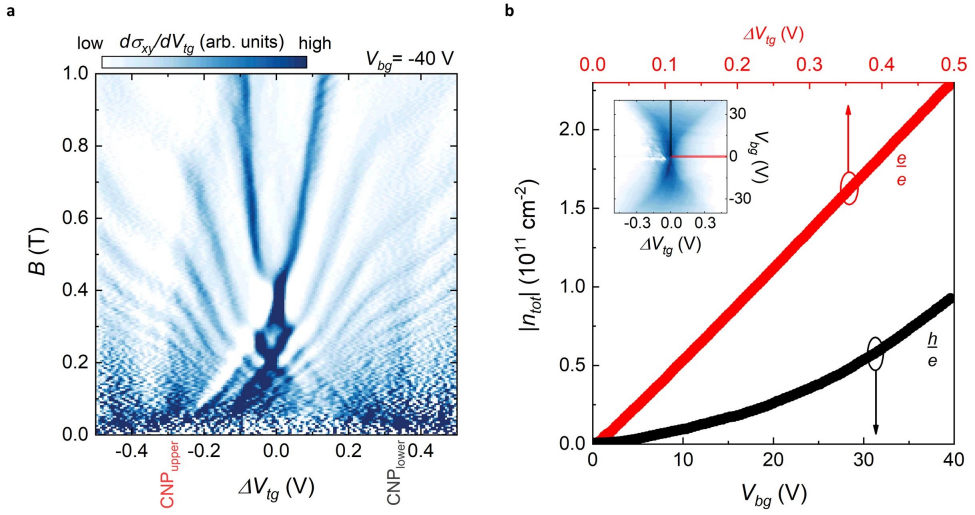 a
low dσxy/dVtg (arb. units) high
Vbg= -40 V
1.0
0.8
0.6
0.4
0.2
0.0
B (T)
-0.4 -0.2 0.0 0.2 0.4
CNPupper
ΔVtg (V)
CNPlower
b
ΔVtg (V)
0.0 0.1 0.2 0.3 0.4 0.5
2.0
1.5
1.0
0.5
0.0
|ntot| (10¹¹ cm⁻²)
30
0
-30
Vbg (V)
-0.3 0.0 0.3
ΔVtg (V)
e
e
h
e
0 10 20 30 40
Vbg (V)